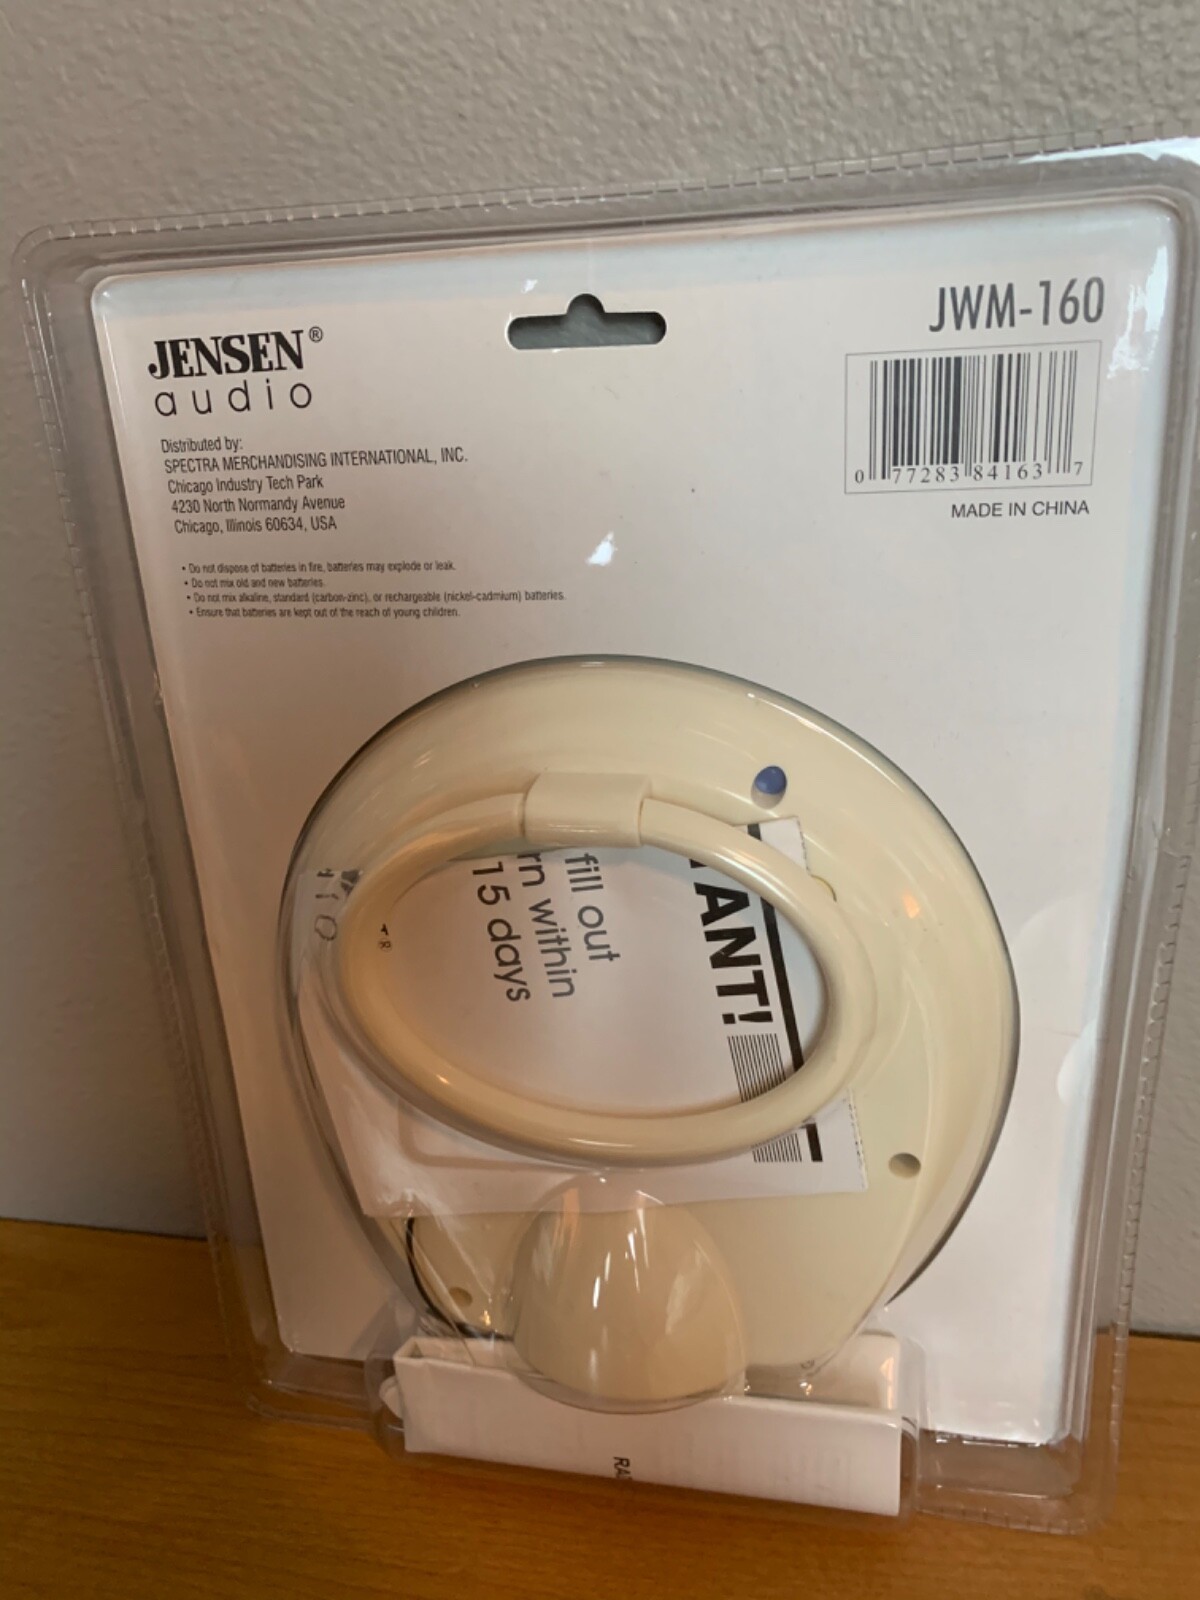 JENSEN®
audio
JWM-160
0 77283 84163 7
MADE IN CHINA
Distributed by:
SPECTRA MERCHANDISING INTERNATIONAL, INC.
Chicago Industry Tech Park
4230 North Normandy Avenue
Chicago, Illinois 60634, USA
• Do not dispose of batteries in fire, batteries may explode or leak.
• Do not mix old and new batteries.
• Do not mix alkaline, standard (carbon-zinc), or rechargeable (nickel-cadmium) batteries.
• Ensure that batteries are kept out of the reach of young children.
ANT!
fill out
rn within
15 days
®
RA